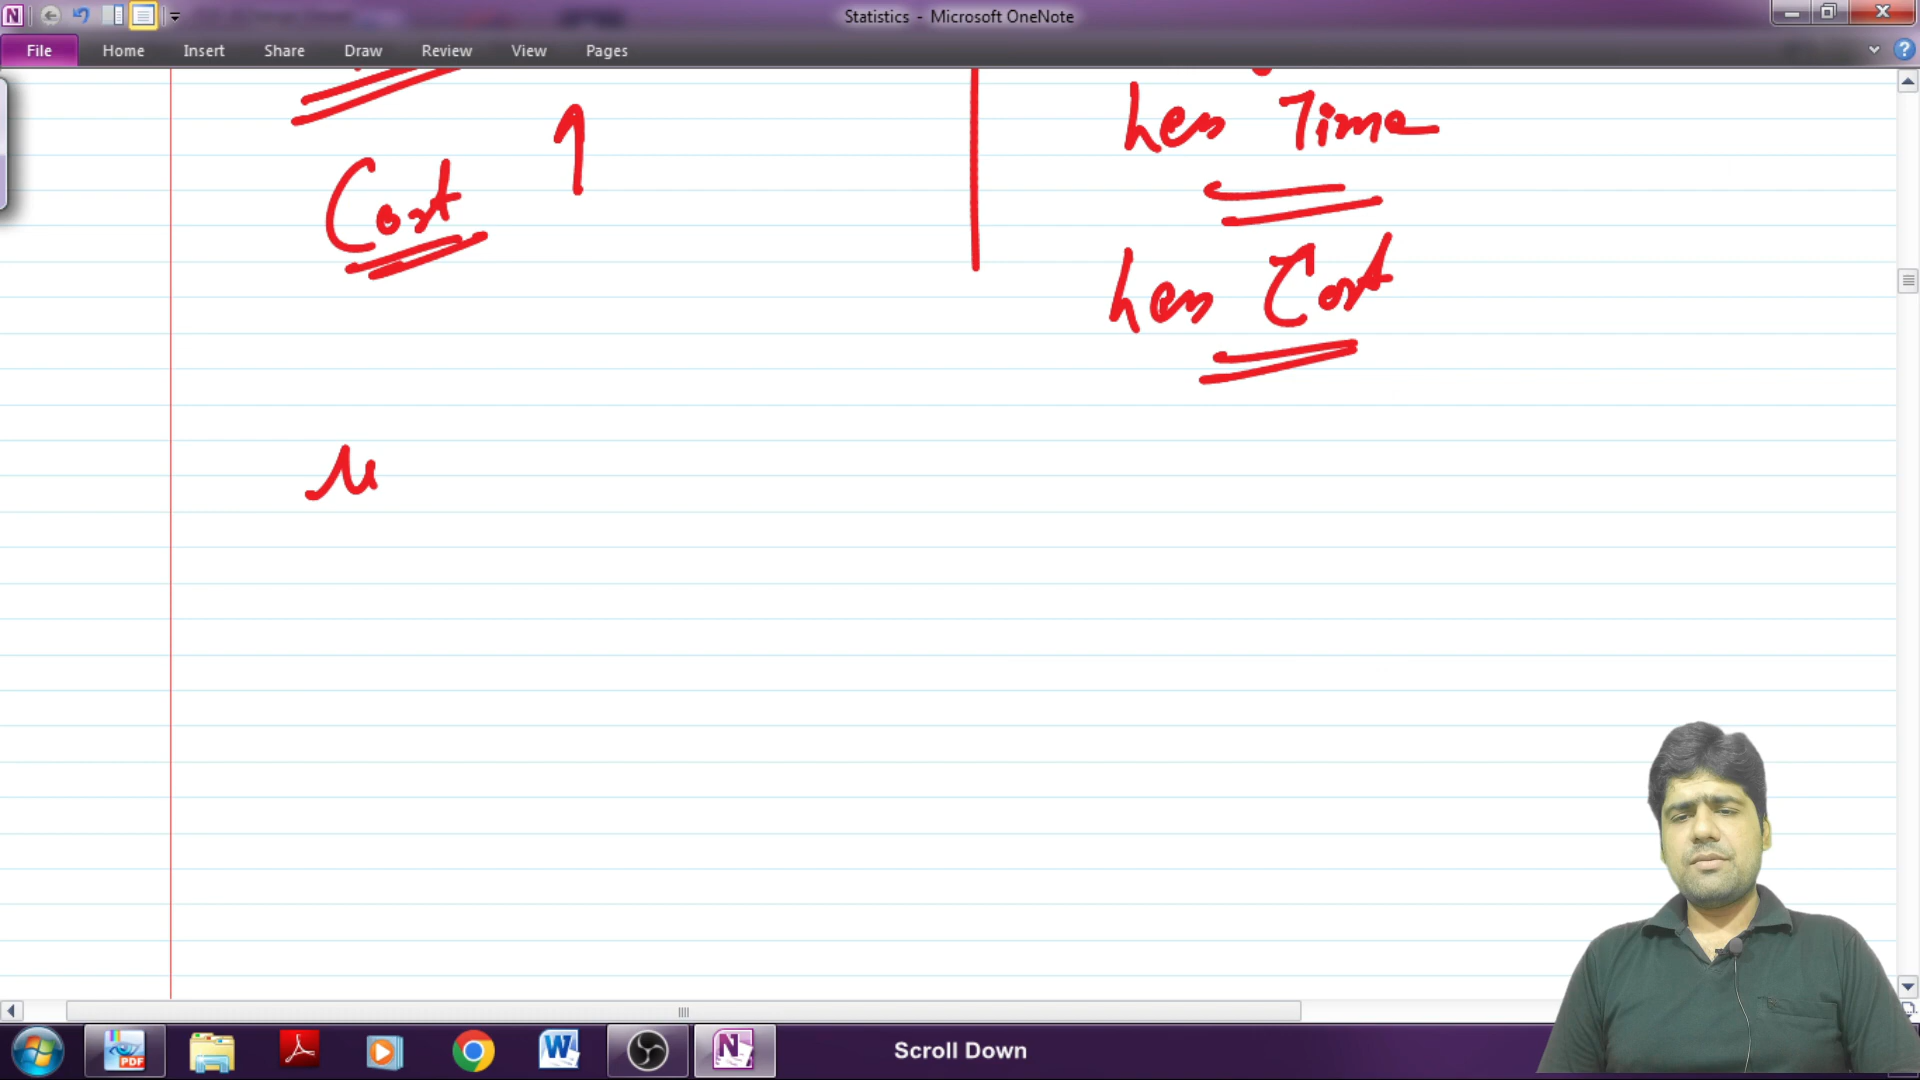 Statistics - Microsoft OneNote
File Home Insert Share Draw Review View Pages
Less Time
Cost ↑
Less Cost
μ
Scroll Down